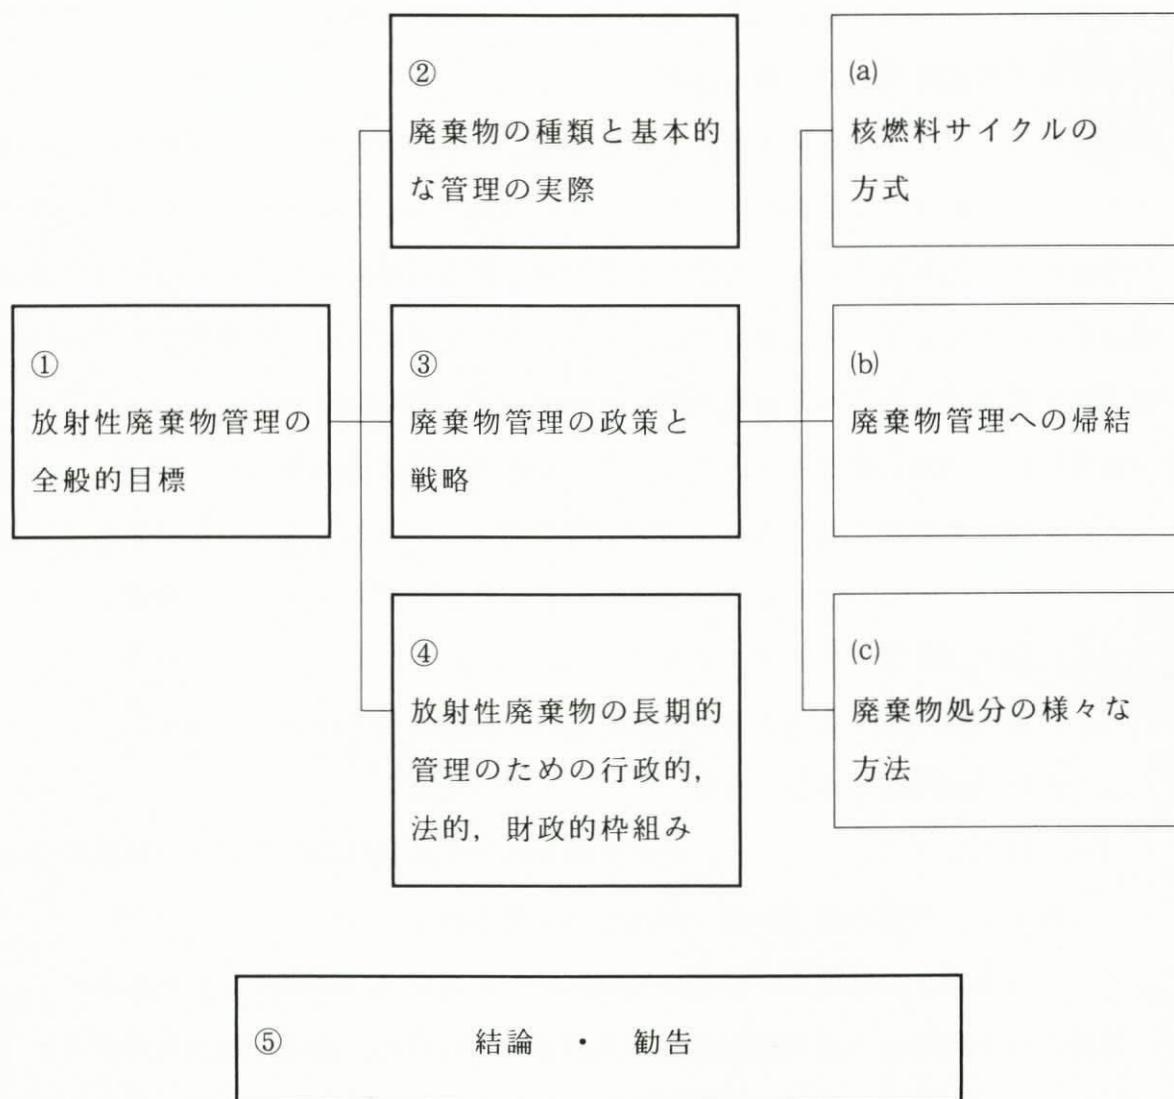 ①
放射性廃棄物管理の
全般的目標
②
廃棄物の種類と基本的
な管理の実際
③
廃棄物管理の政策と
戦略
④
放射性廃棄物の長期的
管理のための行政的，
法的，財政的枠組み
(a)
核燃料サイクルの
方式
(b)
廃棄物管理への帰結
(c)
廃棄物処分の様々な
方法
⑤ 結論 ・ 勧告